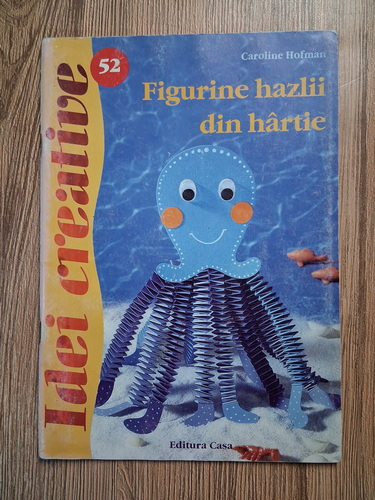 Caroline Hofman
52
Figurine hazlii
din hârtie
Idei creative
Editura Casa